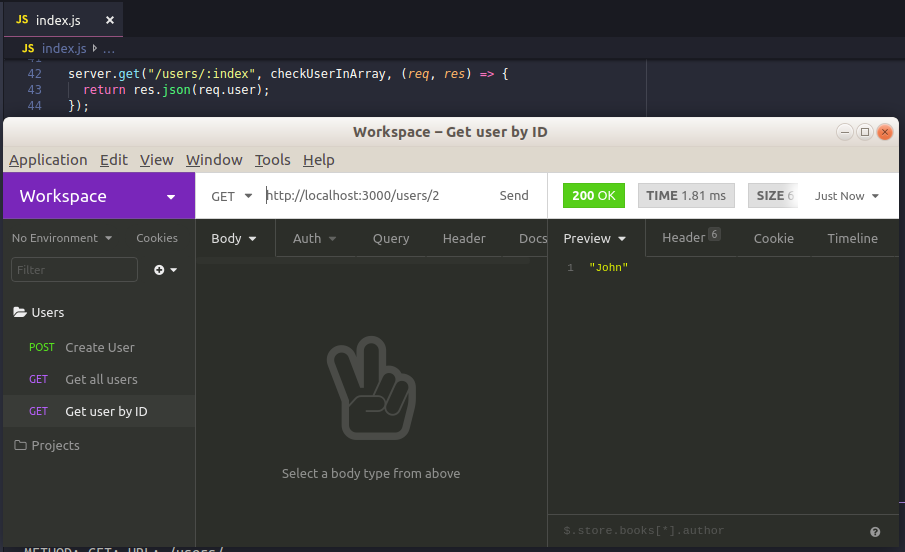 JS index.js ×
JS index.js ▷ ...
41
42 server.get("/users/:index", checkUserInArray, (req, res) => {
43 return res.json(req.user);
44 });
Workspace – Get user by ID
Application Edit View Window Tools Help
Workspace
GET http://localhost:3000/users/2 Send
200 OK TIME 1.81 ms SIZE 6 Just Now
No Environment Cookies
Body Auth Query Header Docs
Preview Header 6 Cookie Timeline
Filter
1 "John"
Users
POST Create User
GET Get all users
GET Get user by ID
Projects
Select a body type from above
$.store.books[*].author
METHOD: GET; URL: /users/